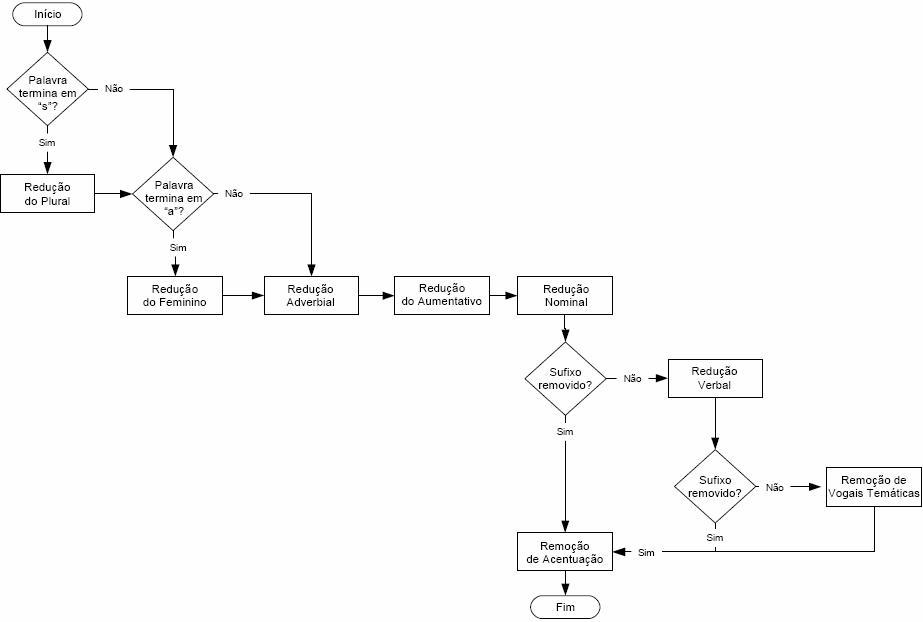 Início
Palavra
termina em
“s”?
Não
Sim
Redução
do Plural
Palavra
termina em
“a”?
Não
Sim
Redução
do Feminino
Redução
Adverbial
Redução
do Aumentativo
Redução
Nominal
Sufixo
removido?
Não
Redução
Verbal
Sim
Sufixo
removido?
Não
Remoção de
Vogais Temáticas
Sim
Remoção
de Acentuação
Sim
Fim